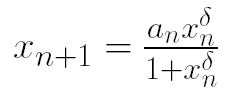 $x_{n+1} = \frac{a_n x_n^{\delta}}{1 + x_n^{\delta}}$